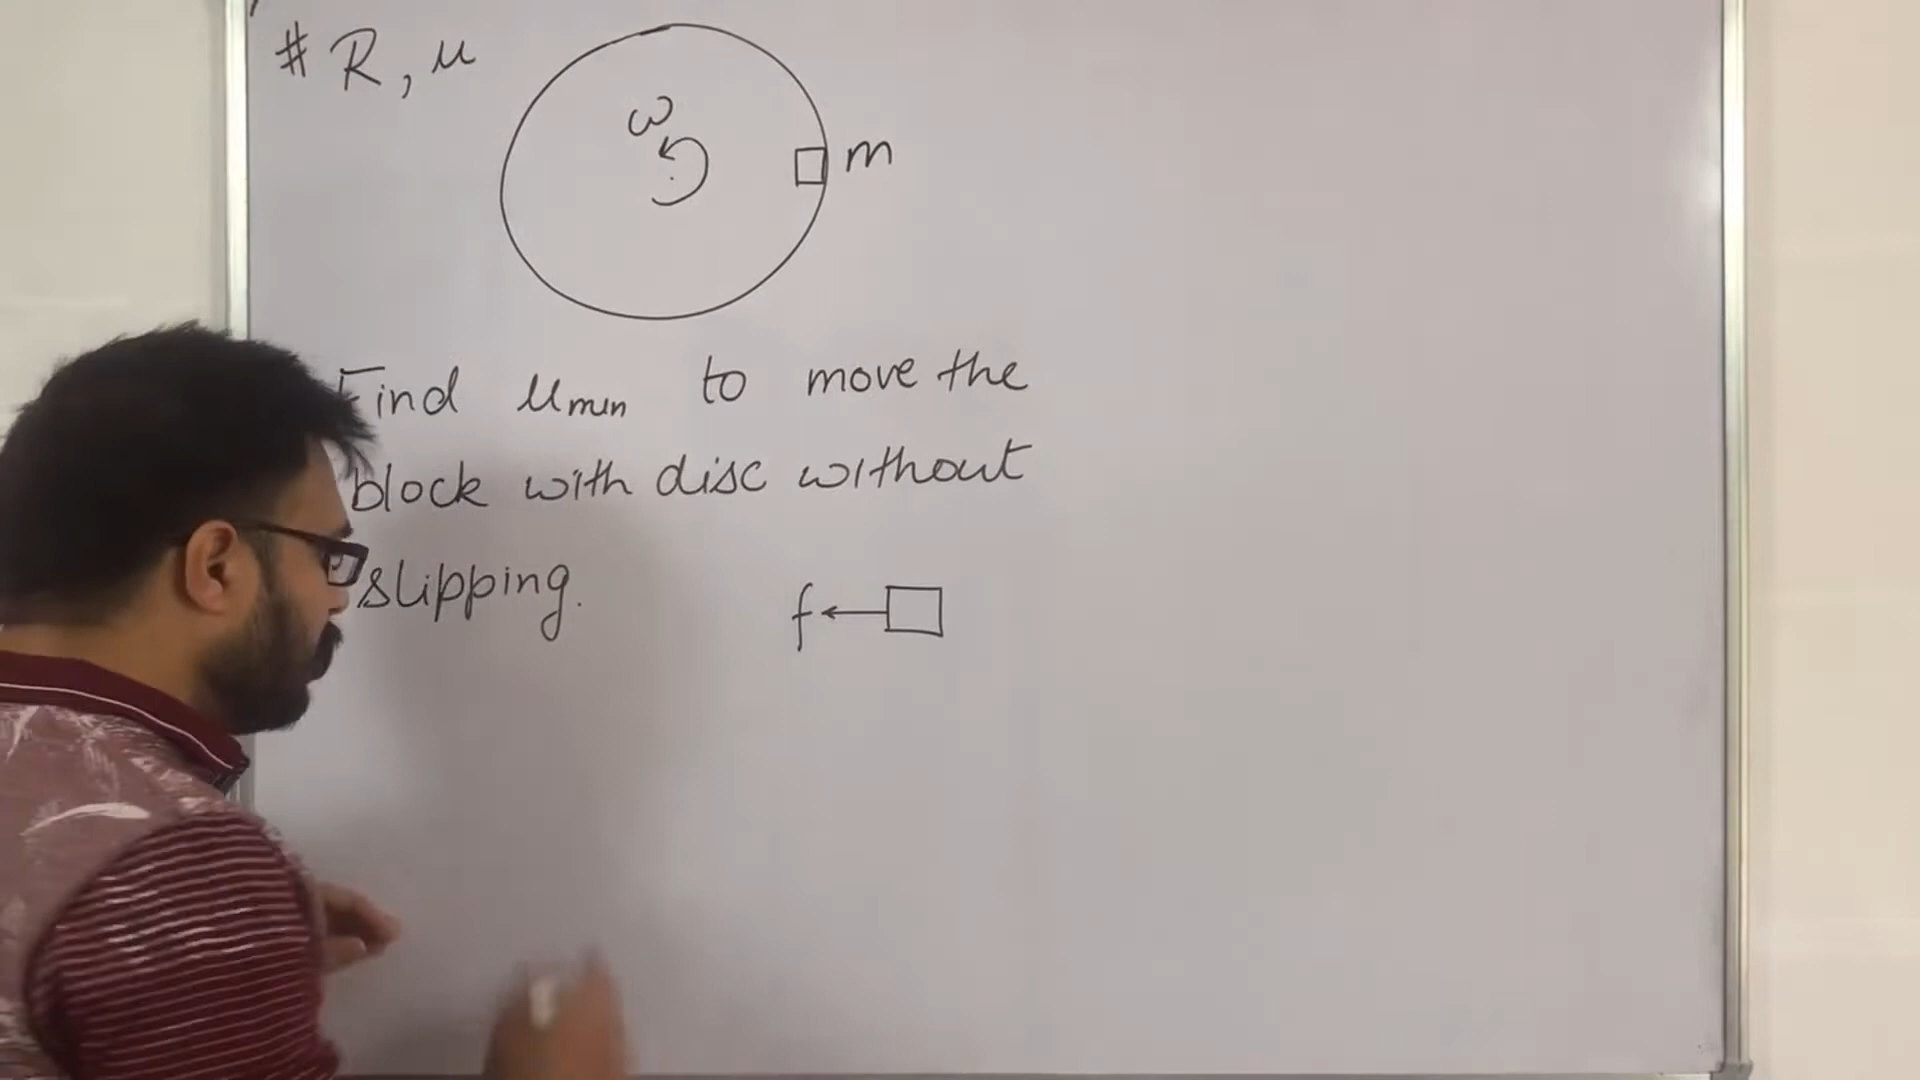 # R, μ
ω
m
Find μmin to move the
block with disc without
slipping.
f